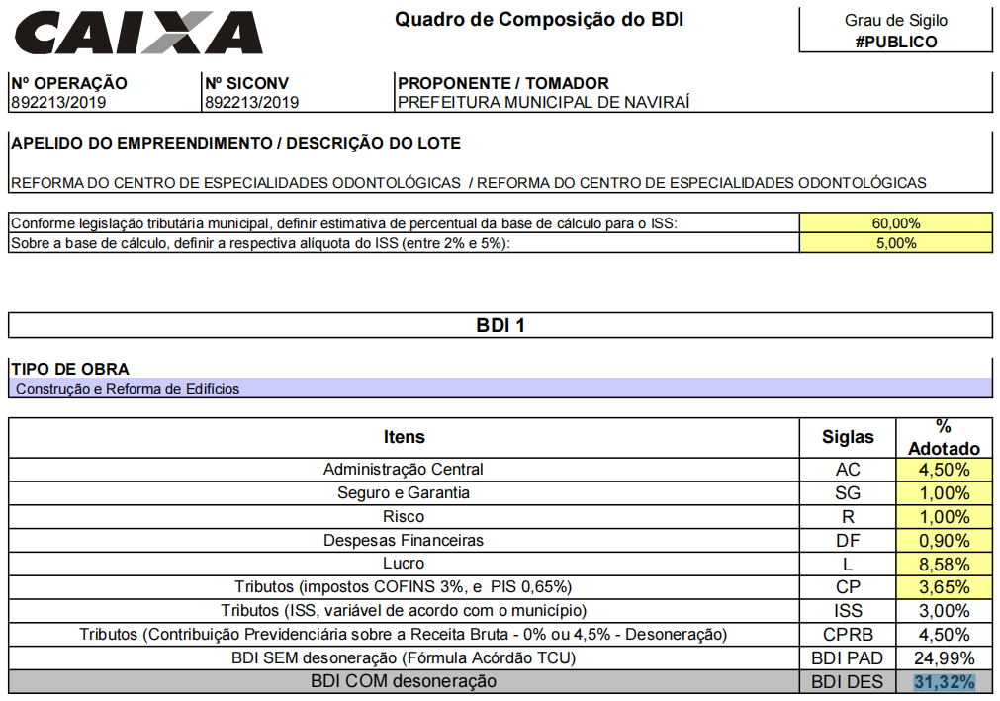 CAIXA
Quadro de Composição do BDI
Grau de Sigilo
#PUBLICO
Nº OPERAÇÃO
892213/2019
Nº SICONV
892213/2019
PROPONENTE / TOMADOR
PREFEITURA MUNICIPAL DE NAVIRAÍ
APELIDO DO EMPREENDIMENTO / DESCRIÇÃO DO LOTE
REFORMA DO CENTRO DE ESPECIALIDADES ODONTOLÓGICAS / REFORMA DO CENTRO DE ESPECIALIDADES ODONTOLÓGICAS
Conforme legislação tributária municipal, definir estimativa de percentual da base de cálculo para o ISS: 60,00%
Sobre a base de cálculo, definir a respectiva alíquota do ISS (entre 2% e 5%): 5,00%
BDI 1
TIPO DE OBRA
Construção e Reforma de Edifícios
Itens Siglas % Adotado
Administração Central AC 4,50%
Seguro e Garantia SG 1,00%
Risco R 1,00%
Despesas Financeiras DF 0,90%
Lucro L 8,58%
Tributos (impostos COFINS 3%, e PIS 0,65%) CP 3,65%
Tributos (ISS, variável de acordo com o município) ISS 3,00%
Tributos (Contribuição Previdenciária sobre a Receita Bruta - 0% ou 4,5% - Desoneração) CPRB 4,50%
BDI SEM desoneração (Fórmula Acórdão TCU) BDI PAD 24,99%
BDI COM desoneração BDI DES 31,32%